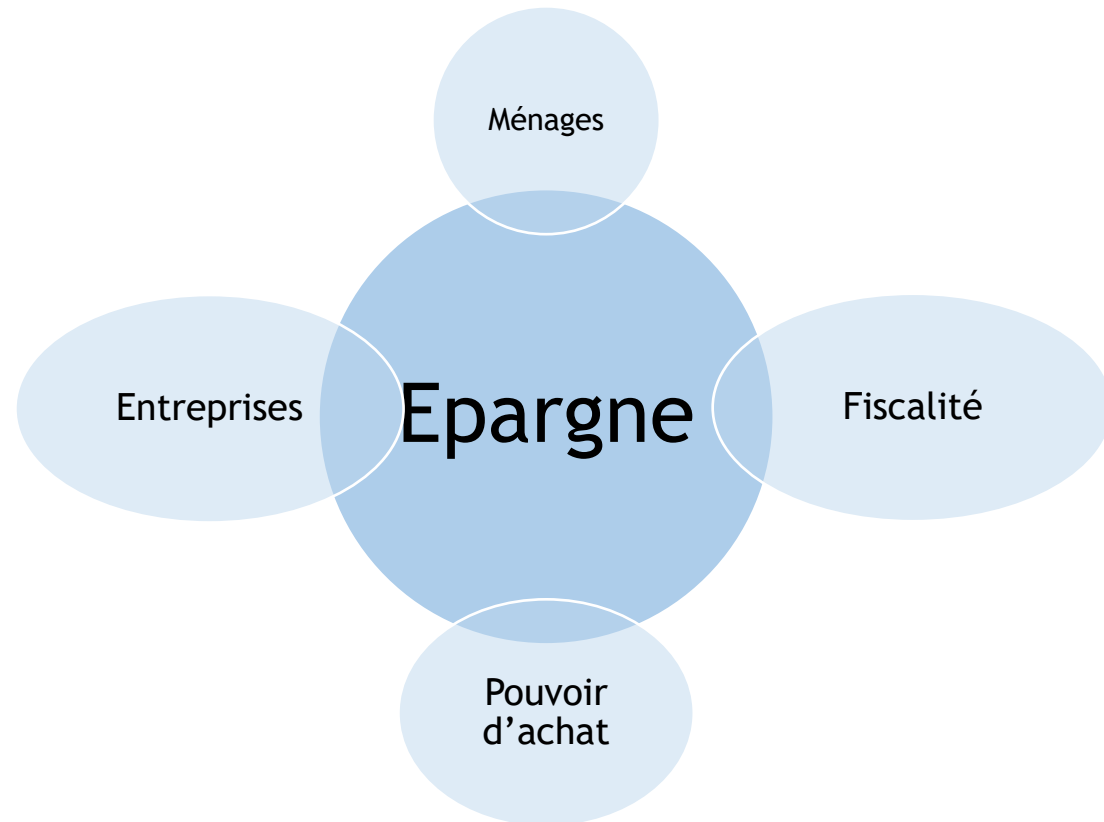 Ménages
Entreprises
Epargne
Fiscalité
Pouvoir
d’achat